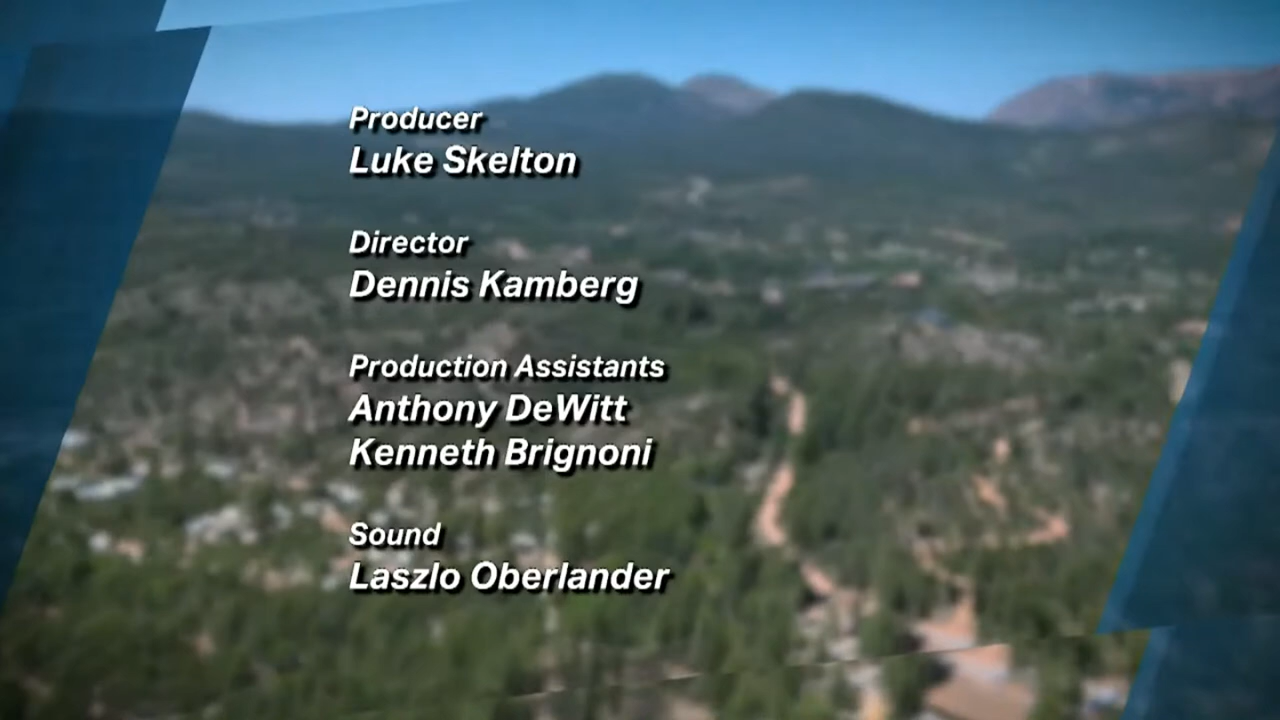 Producer
Luke Skelton
Director
Dennis Kamberg
Production Assistants
Anthony DeWitt
Kenneth Brignoni
Sound
Laszlo Oberlander